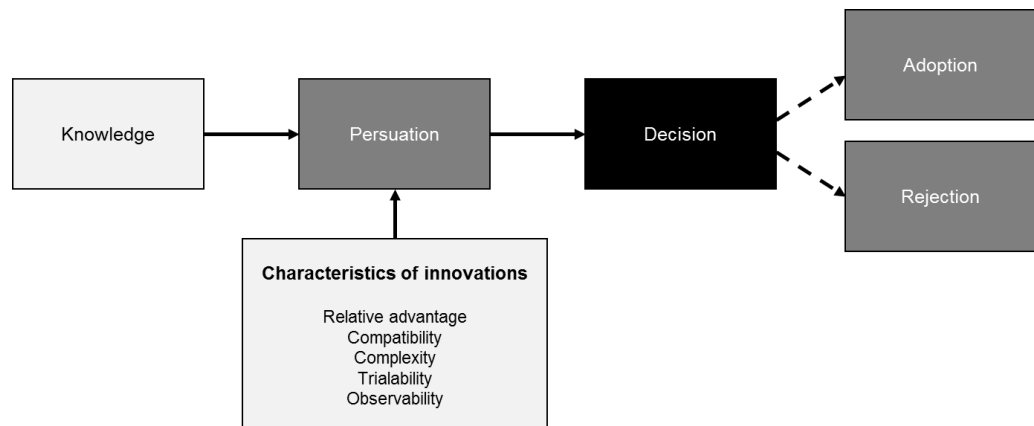 Knowledge
Persuation
Decision
Adoption
Rejection
Characteristics of innovations
Relative advantage
Compatibility
Complexity
Trialability
Observability